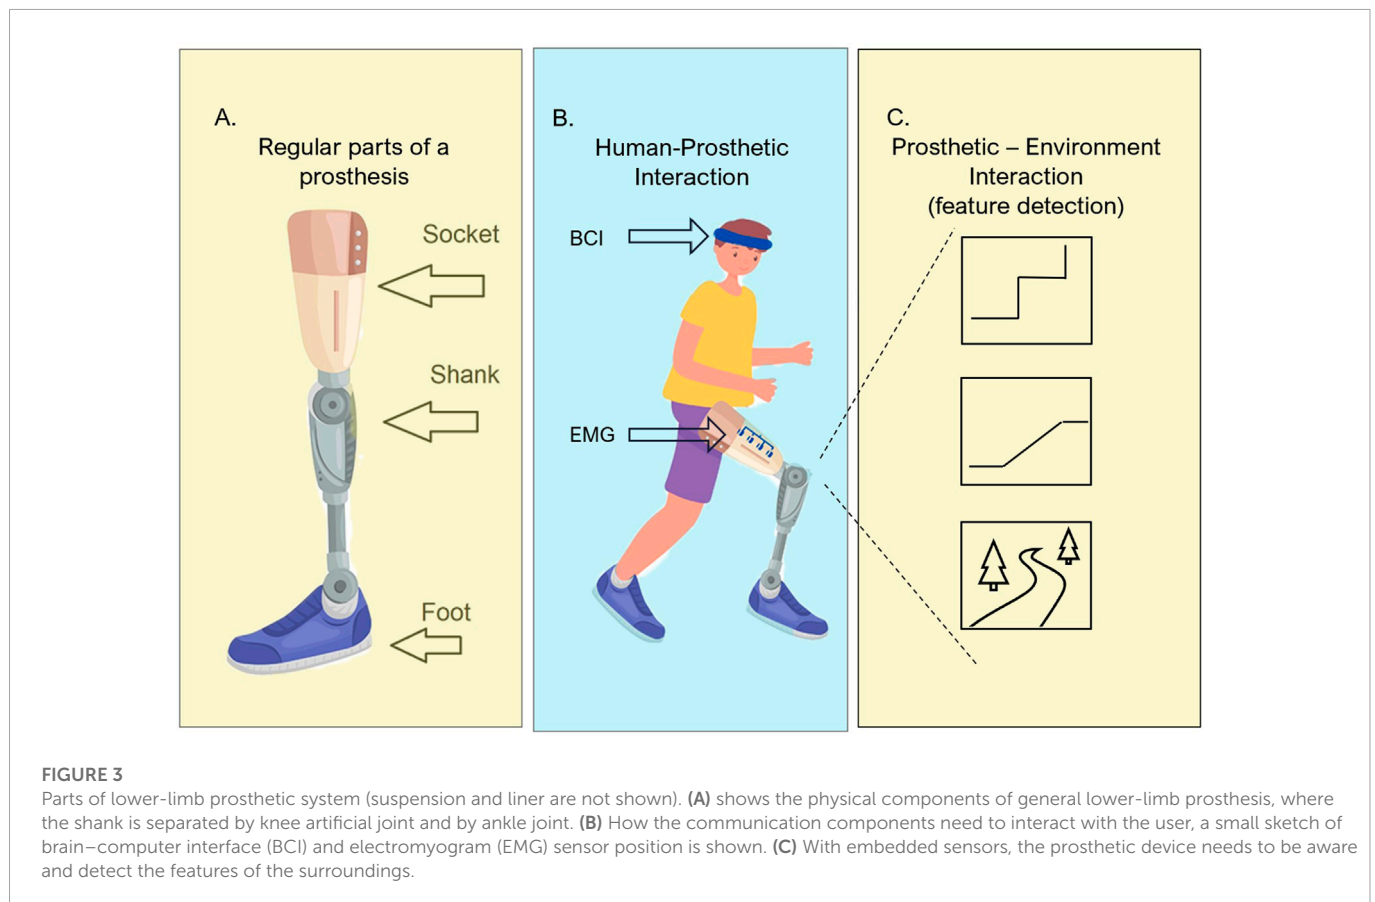 A.
Regular parts of a
prosthesis
Socket
Shank
Foot
B.
Human-Prosthetic
Interaction
BCI
EMG
C.
Prosthetic – Environment
Interaction
(feature detection)
FIGURE 3
Parts of lower-limb prosthetic system (suspension and liner are not shown). (A) shows the physical components of general lower-limb prosthesis, where
the shank is separated by knee artificial joint and by ankle joint. (B) How the communication components need to interact with the user, a small sketch of
brain–computer interface (BCI) and electromyogram (EMG) sensor position is shown. (C) With embedded sensors, the prosthetic device needs to be aware
and detect the features of the surroundings.